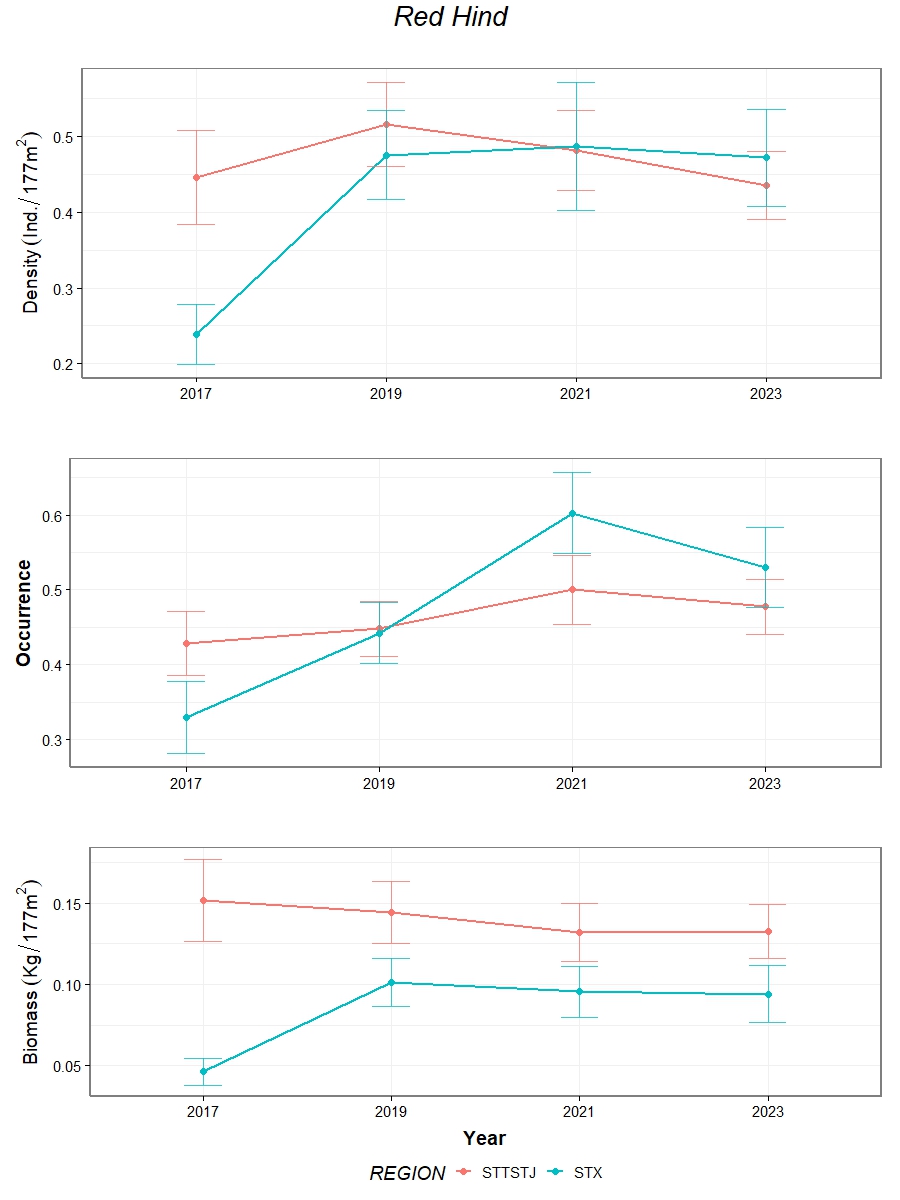 Red Hind
Density (Ind./177m²)
0.5
0.4
0.3
0.2
2017 2019 2021 2023
Occurrence
0.6
0.5
0.4
0.3
2017 2019 2021 2023
Biomass (Kg/177m²)
0.15
0.10
0.05
2017 2019 2021 2023
Year
REGION STTSTJ STX